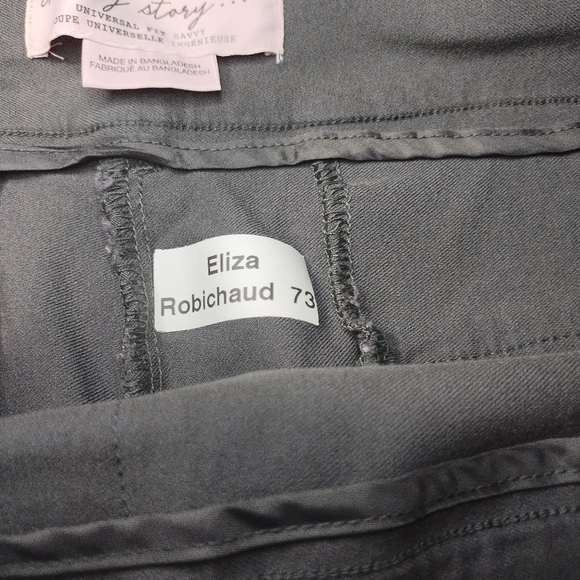 story...
UNIVERSAL FIT SAVVY
COUPE UNIVERSELLE INGÉNIEUSE
MADE IN BANGLADESH
FABRIQUÉ AU BANGLADESH
Eliza
Robichaud 73